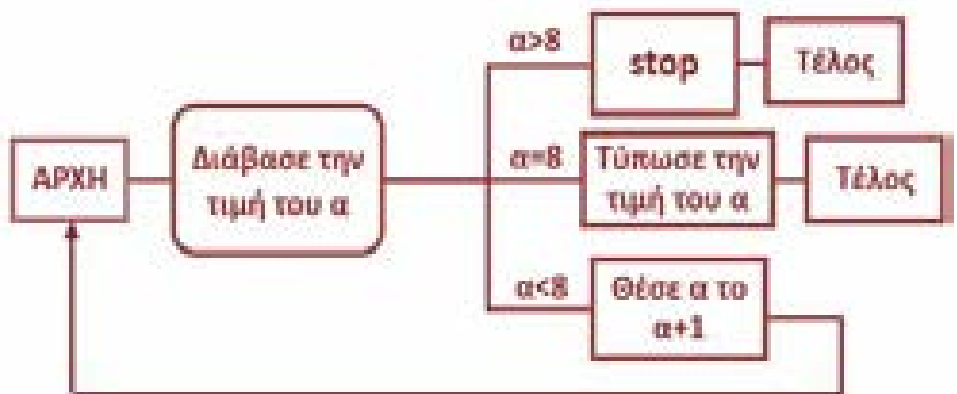 ΑΡΧΗ
Διάβασε την
τιμή του α
α>8
stop
Τέλος
α=8
Τύπωσε την
τιμή του α
Τέλος
α<8
Θέσε α το
α+1